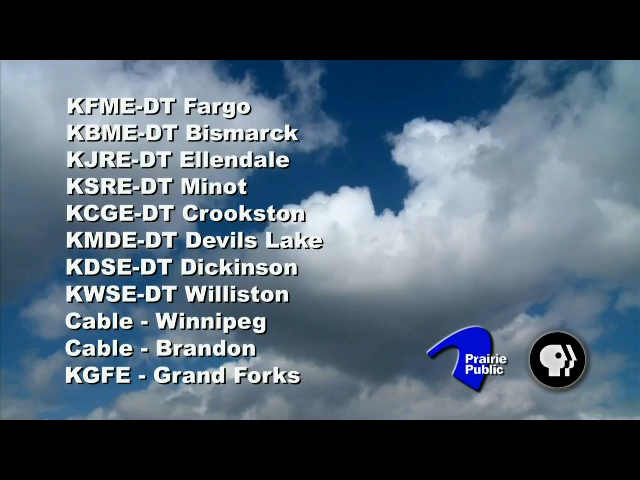 KFME-DT Fargo
KBME-DT Bismarck
KJRE-DT Ellendale
KSRE-DT Minot
KCGE-DT Crookston
KMDE-DT Devils Lake
KDSE-DT Dickinson
KWSE-DT Williston
Cable - Winnipeg
Cable - Brandon
KGFE - Grand Forks
Prairie
Public